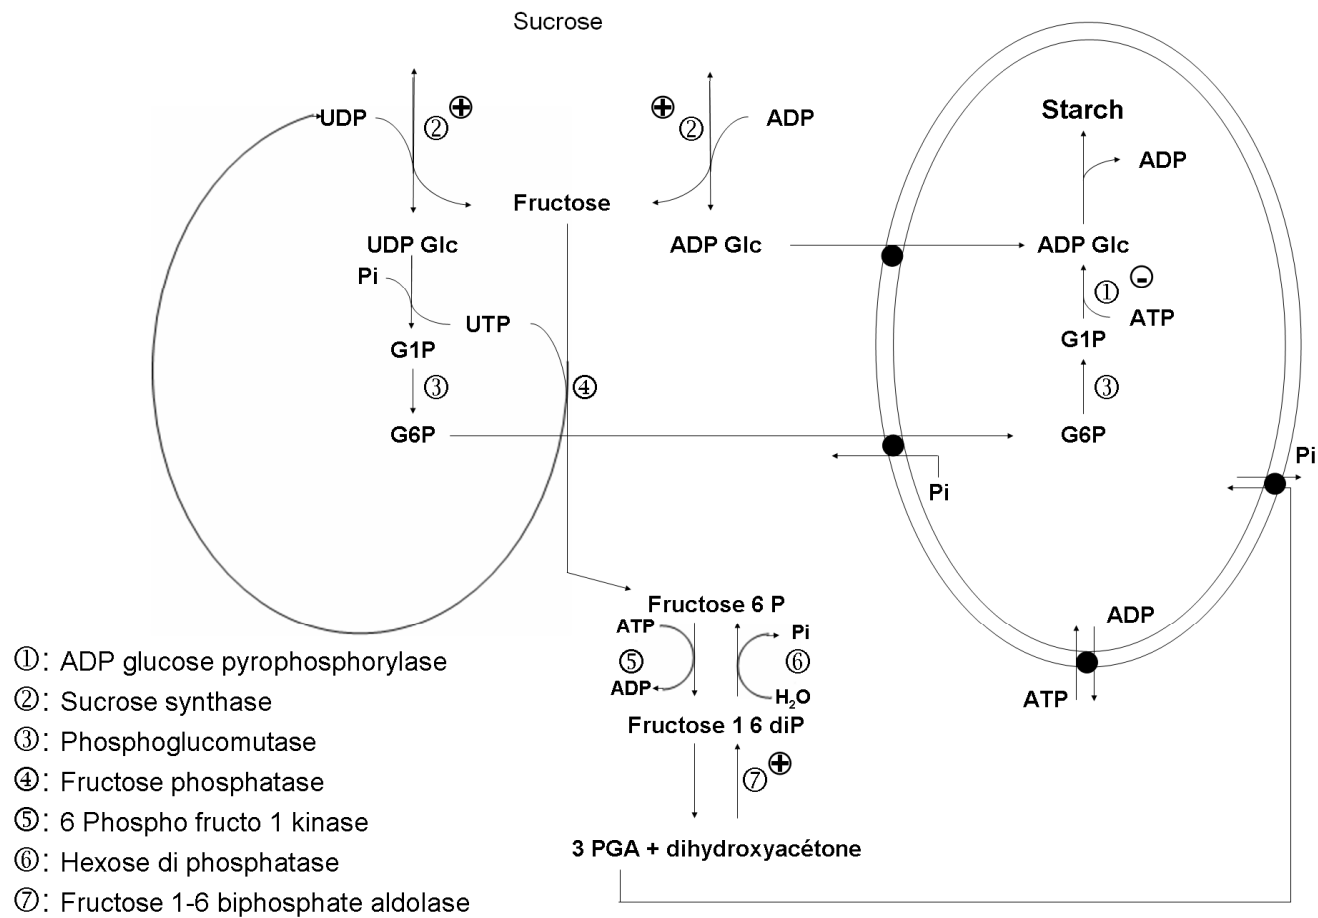 Sucrose
UDP
② +
+ ②
ADP
Starch
ADP
Fructose
UDP Glc
ADP Glc
ADP Glc
Pi
① -
UTP
ATP
G1P
G1P
③
④
③
G6P
G6P
Pi
Pi
Fructose 6 P
ATP
Pi
⑤
⑥
ADP
H2O
ADP
ATP
Fructose 1 6 diP
⑦ +
3 PGA + dihydroxyacétone
①: ADP glucose pyrophosphorylase
②: Sucrose synthase
③: Phosphoglucomutase
④: Fructose phosphatase
⑤: 6 Phospho fructo 1 kinase
⑥: Hexose di phosphatase
⑦: Fructose 1-6 biphosphate aldolase